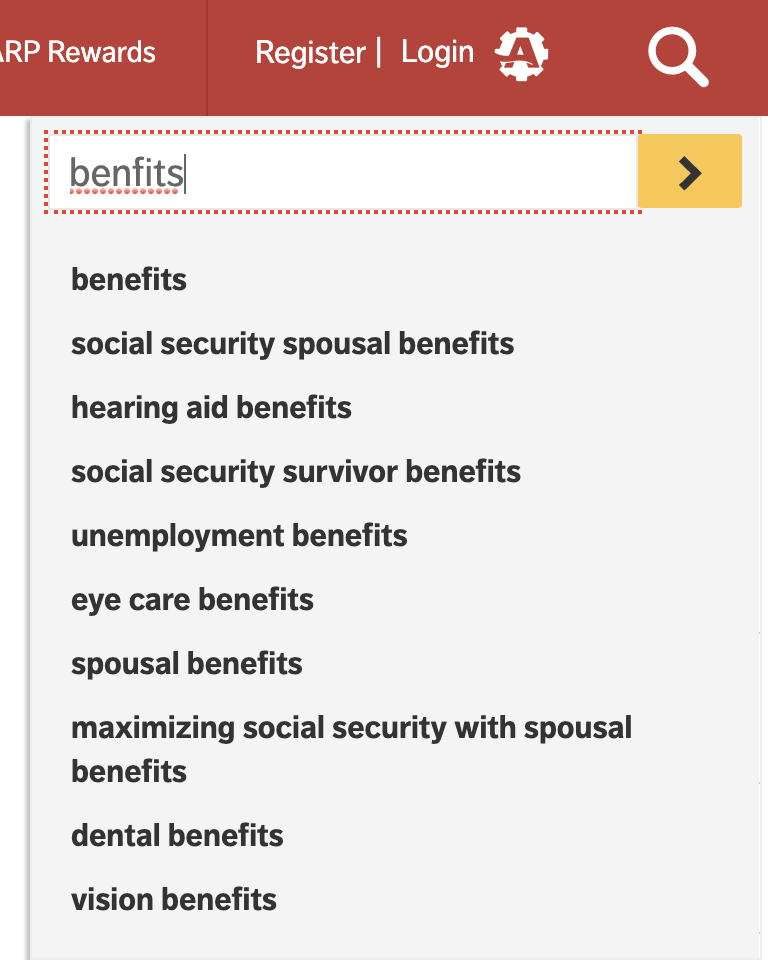 ARP Rewards
Register | Login
benfits
benefits
social security spousal benefits
hearing aid benefits
social security survivor benefits
unemployment benefits
eye care benefits
spousal benefits
maximizing social security with spousal
benefits
dental benefits
vision benefits